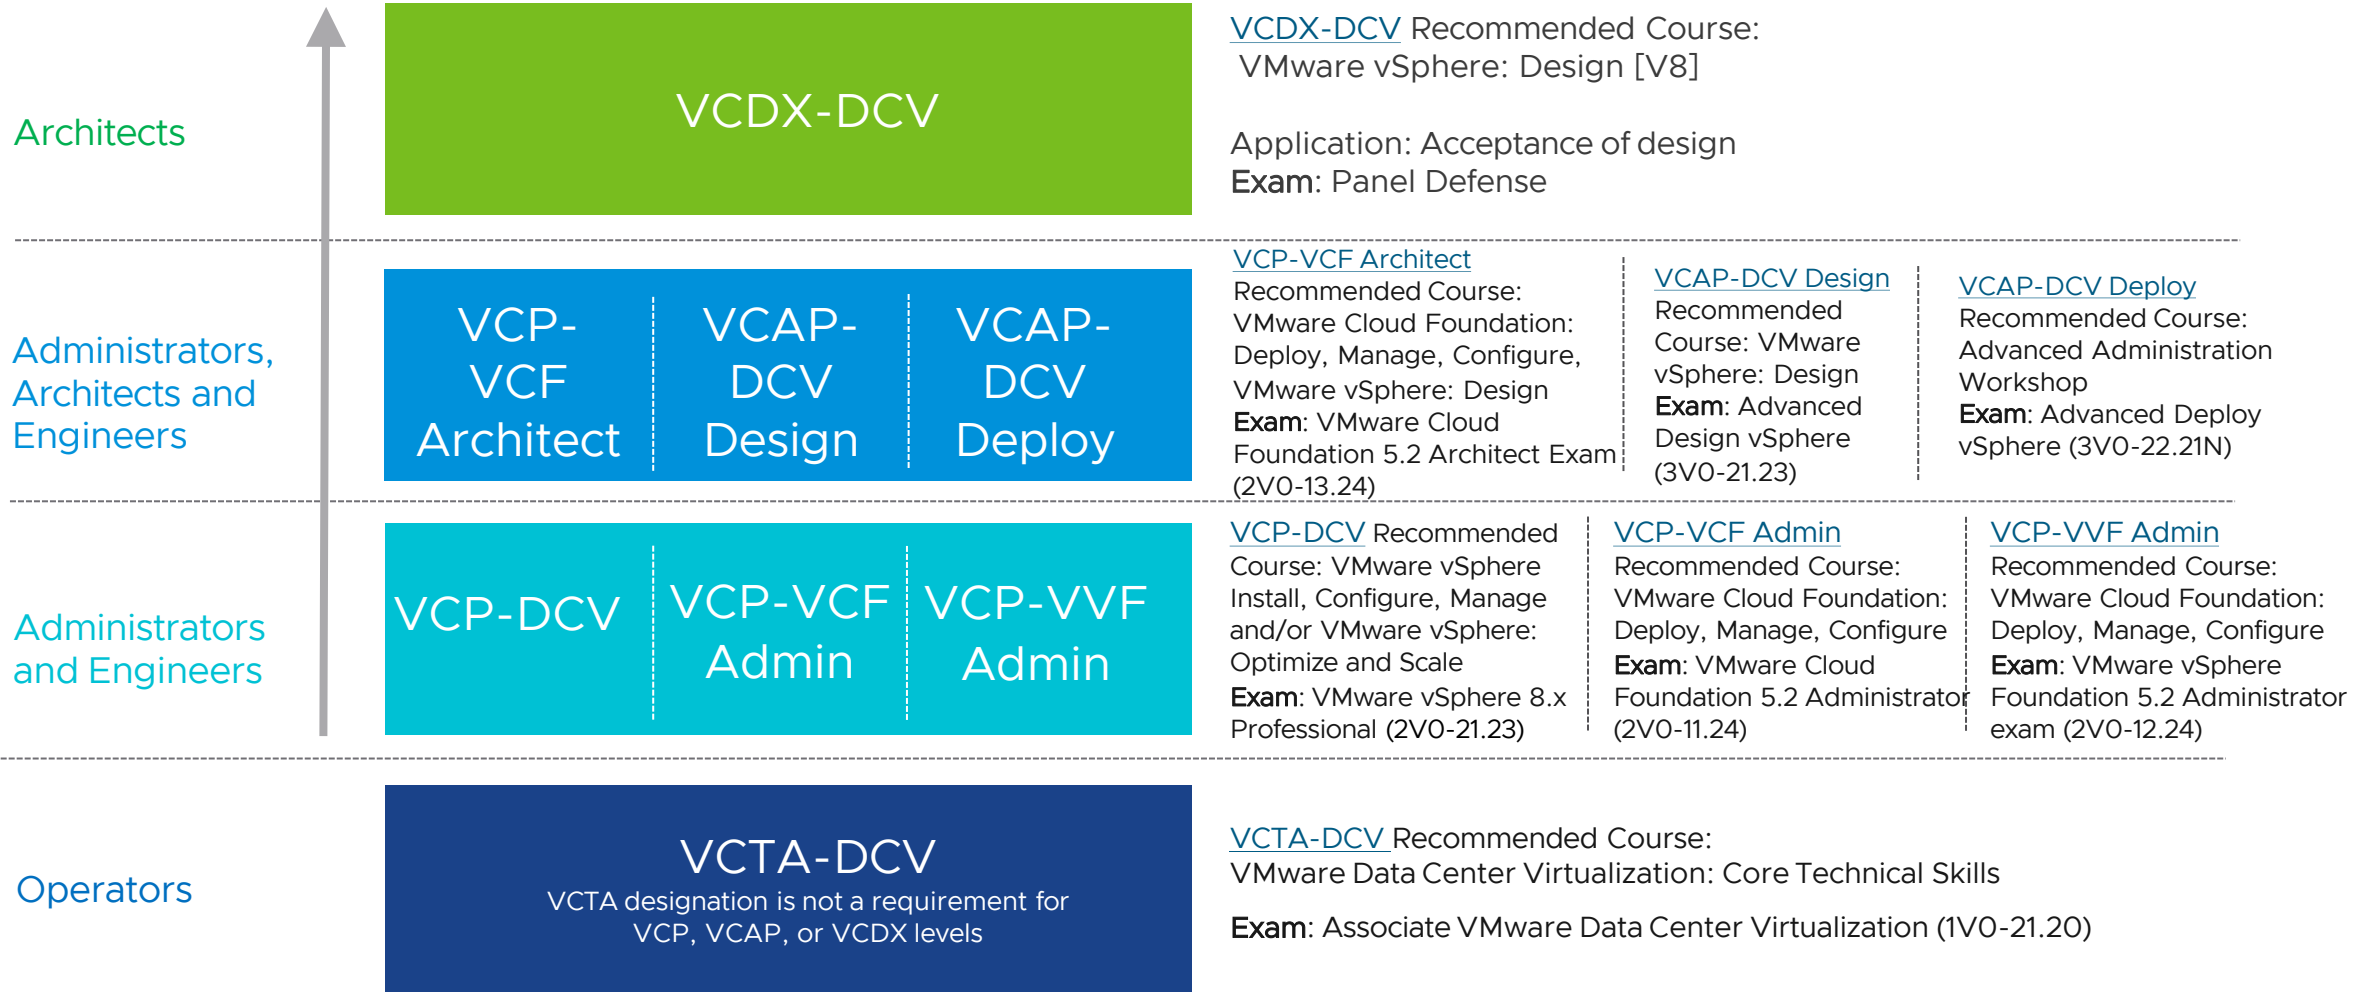 Architects
VCDX-DCV
VCDX-DCV Recommended Course:
VMware vSphere: Design [V8]
Application: Acceptance of design
Exam: Panel Defense
Administrators,
Architects and
Engineers
VCP-
VCF
Architect
VCAP-
DCV
Design
VCAP-
DCV
Deploy
VCP-VCF Architect
Recommended Course:
VMware Cloud Foundation:
Deploy, Manage, Configure,
VMware vSphere: Design
Exam: VMware Cloud
Foundation 5.2 Architect Exam
(2V0-13.24)
VCAP-DCV Design
Recommended
Course: VMware
vSphere: Design
Exam: Advanced
Design vSphere
(3V0-21.23)
VCAP-DCV Deploy
Recommended Course:
Advanced Administration
Workshop
Exam: Advanced Deploy
vSphere (3V0-22.21N)
Administrators
and Engineers
VCP-DCV
VCP-VCF
Admin
VCP-VVF
Admin
VCP-DCV Recommended
Course: VMware vSphere
Install, Configure, Manage
and/or VMware vSphere:
Optimize and Scale
Exam: VMware vSphere 8.x
Professional (2V0-21.23)
VCP-VCF Admin
Recommended Course:
VMware Cloud Foundation:
Deploy, Manage, Configure
Exam: VMware Cloud
Foundation 5.2 Administrator
(2V0-11.24)
VCP-VVF Admin
Recommended Course:
VMware Cloud Foundation:
Deploy, Manage, Configure
Exam: VMware vSphere
Foundation 5.2 Administrator
exam (2V0-12.24)
Operators
VCTA-DCV
VCTA designation is not a requirement for
VCP, VCAP, or VCDX levels
VCTA-DCV Recommended Course:
VMware Data Center Virtualization: Core Technical Skills
Exam: Associate VMware Data Center Virtualization (1V0-21.20)